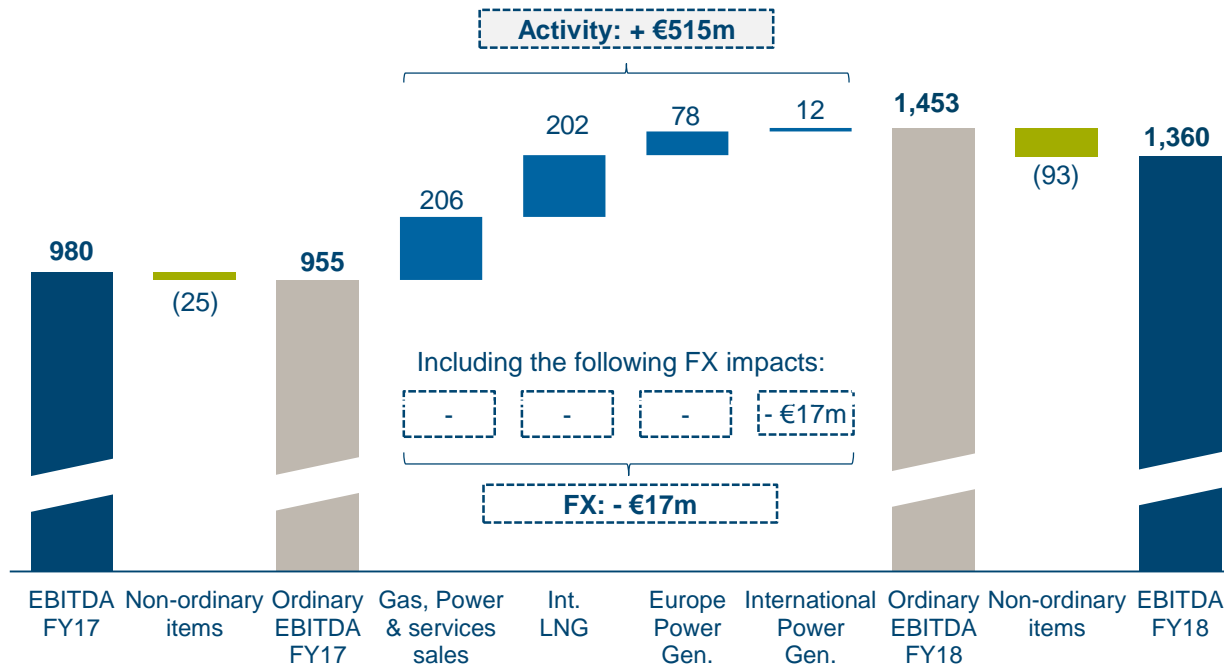 Activity: + €515m
980
(25)
955
206
202
78
12
1,453
(93)
1,360
Including the following FX impacts:
-
-
-
- €17m
FX: - €17m
EBITDA
FY17
Non-ordinary
items
Ordinary
EBITDA
FY17
Gas, Power
& services
sales
Int.
LNG
Europe
Power
Gen.
International
Power
Gen.
Ordinary
EBITDA
FY18
Non-ordinary
items
EBITDA
FY18